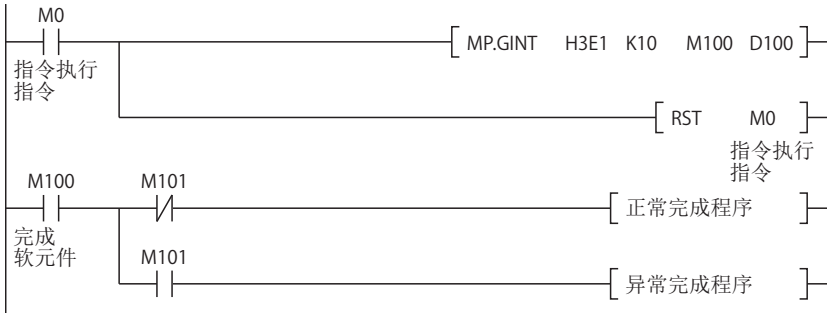 M0
MP.GINT H3E1 K10 M100 D100
指令执行
指令
RST M0
指令执行
指令
M100 M101
正常完成程序
完成
软元件
M101
异常完成程序